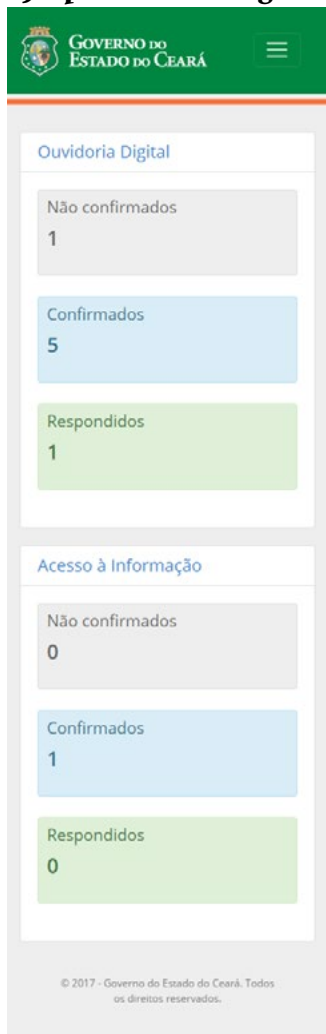 GOVERNO DO
ESTADO DO CEARÁ
Ouvidoria Digital
Não confirmados
1
Confirmados
5
Respondidos
1
Acesso à Informação
Não confirmados
0
Confirmados
1
Respondidos
0
© 2017 - Governo do Estado do Ceará. Todos
os direitos reservados.